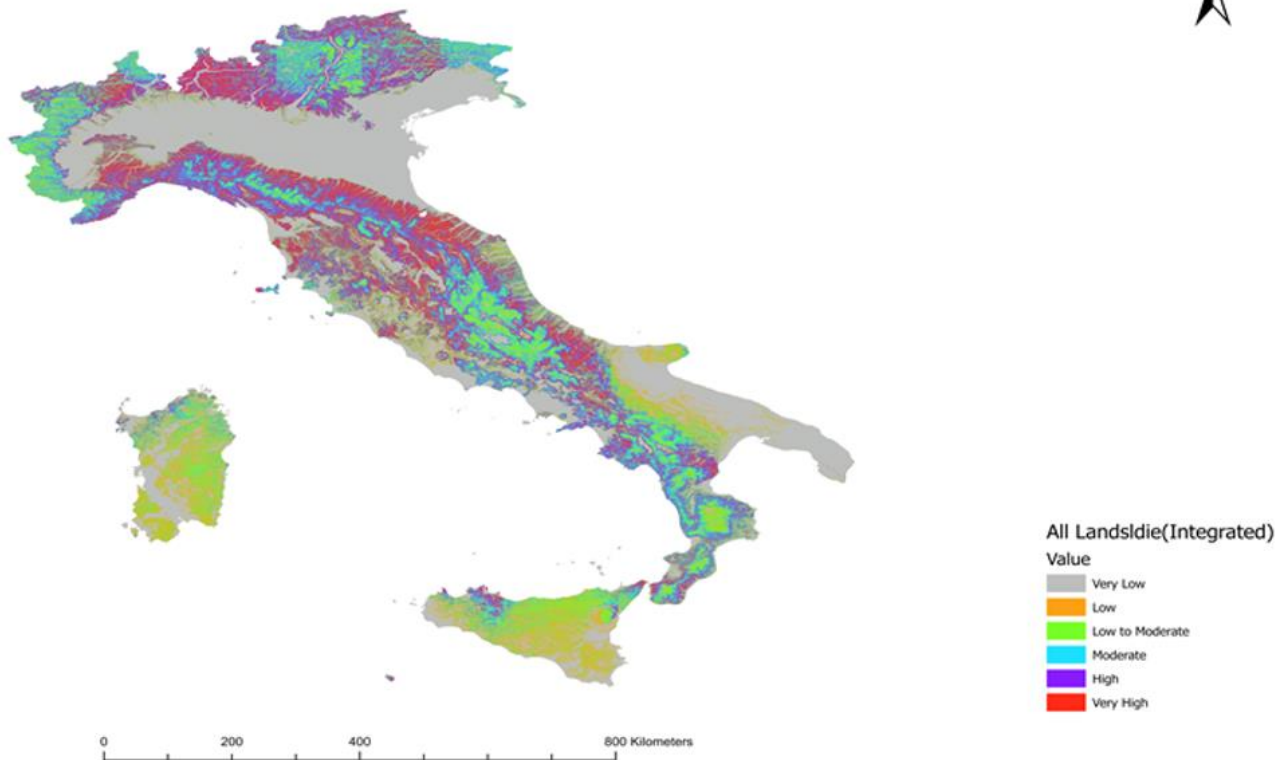 All Landsldie(Integrated)
Value
Very Low
Low
Low to Moderate
Moderate
High
Very High
0 200 400 800 Kilometers